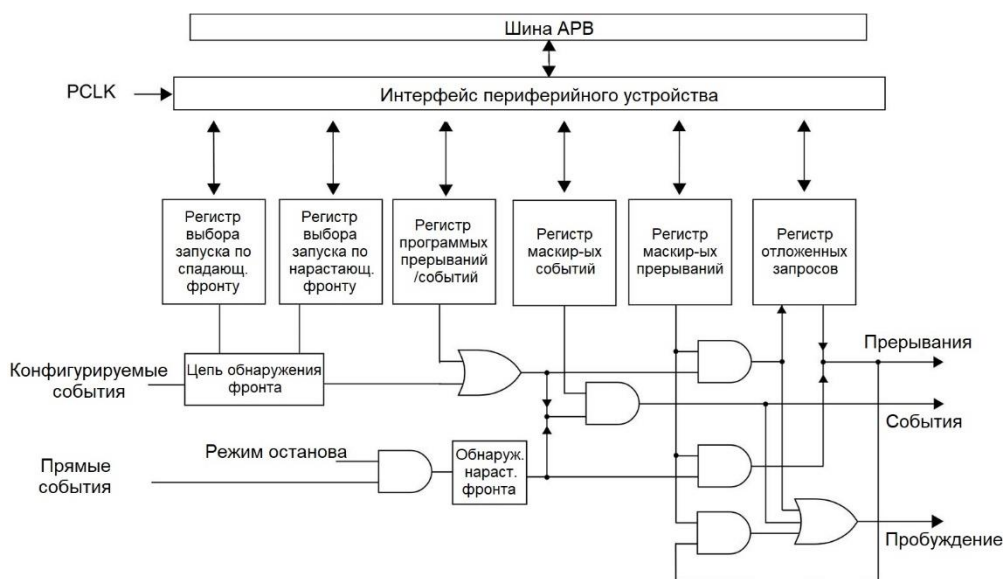 Шина APB
PCLK
Интерфейс периферийного устройства
Регистр
выбора
запуска по
спадающ.
фронту
Регистр
выбора
запуска по
нарастающ.
фронту
Регистр
программых
прерываний
/событий
Регистр
маскир-ых
событий
Регистр
маскир-ых
прерываний
Регистр
отложенных
запросов
Прерывания
Конфигурируемые
события
Цепь обнаружения
фронта
События
Режим останова
Прямые
события
Обнаруж.
нараст.
фронта
Пробуждение